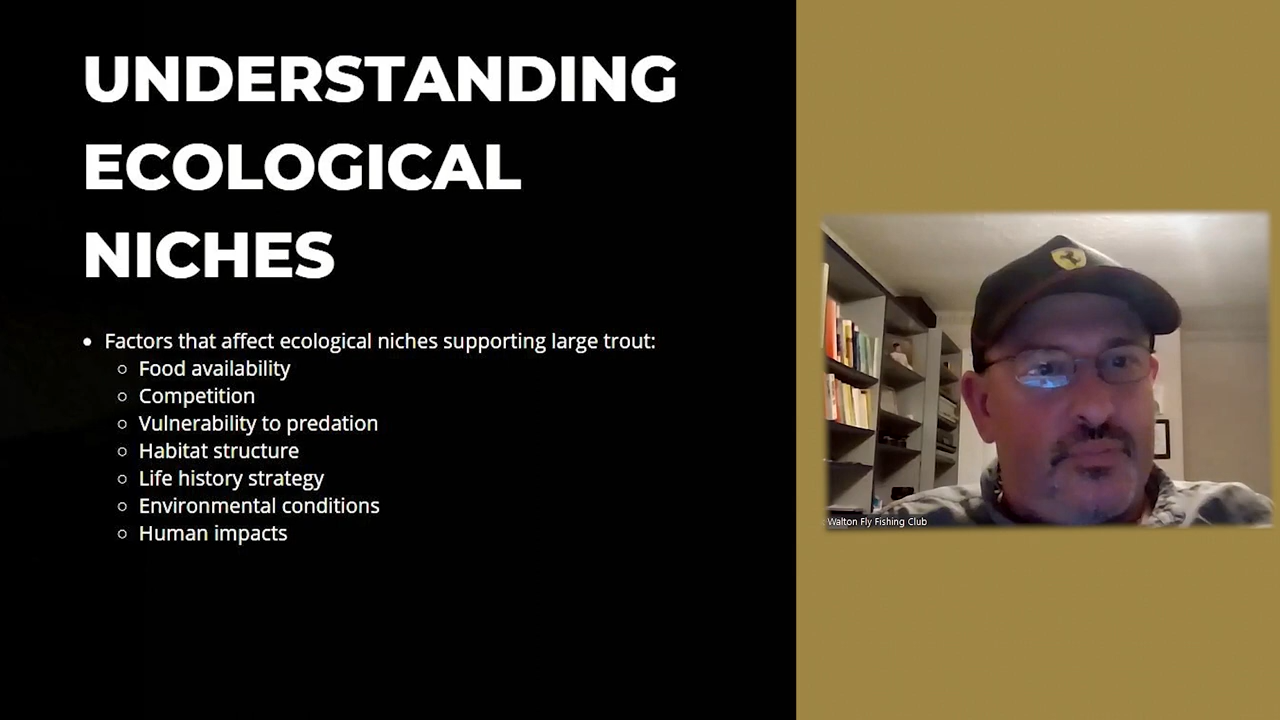 UNDERSTANDING
ECOLOGICAL
NICHES
• Factors that affect ecological niches supporting large trout:
○ Food availability
○ Competition
○ Vulnerability to predation
○ Habitat structure
○ Life history strategy
○ Environmental conditions
○ Human impacts
Walton Fly Fishing Club